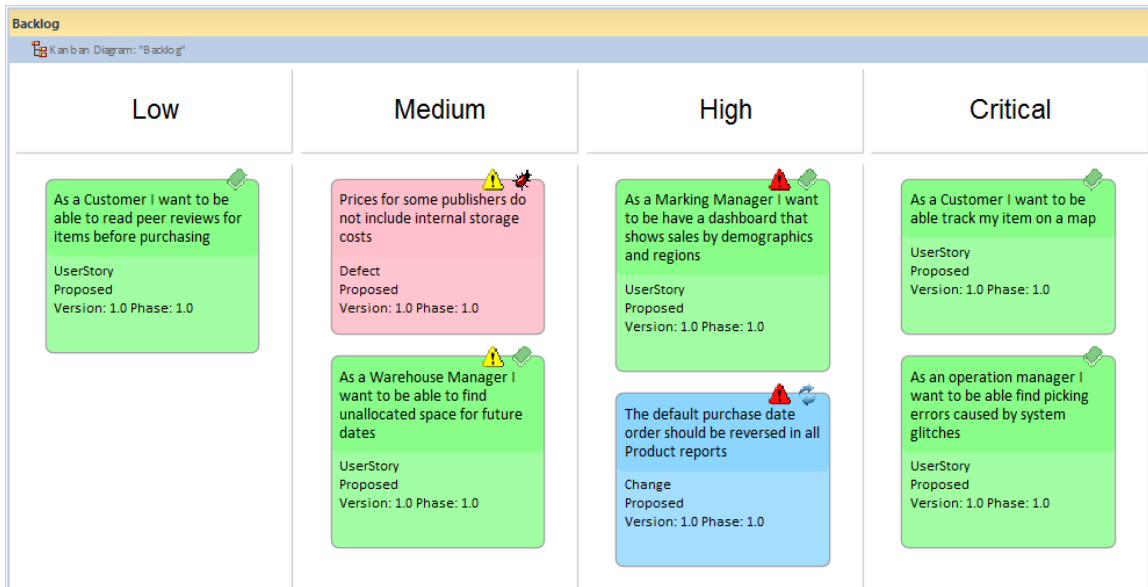 Backlog
Kanban Diagram: "Backlog"
Low
Medium
High
Critical
As a Customer I want to be
able to read peer reviews for
items before purchasing
UserStory
Proposed
Version: 1.0 Phase: 1.0
Prices for some publishers do
not include internal storage
costs
Defect
Proposed
Version: 1.0 Phase: 1.0
As a Warehouse Manager I
want to be able to find
unallocated space for future
dates
UserStory
Proposed
Version: 1.0 Phase: 1.0
As a Marking Manager I want
to be have a dashboard that
shows sales by demographics
and regions
UserStory
Proposed
Version: 1.0 Phase: 1.0
The default purchase date
order should be reversed in all
Product reports
Change
Proposed
Version: 1.0 Phase: 1.0
As a Customer I want to be
able track my item on a map
UserStory
Proposed
Version: 1.0 Phase: 1.0
As an operation manager I
want to be able find picking
errors caused by system
glitches
UserStory
Proposed
Version: 1.0 Phase: 1.0